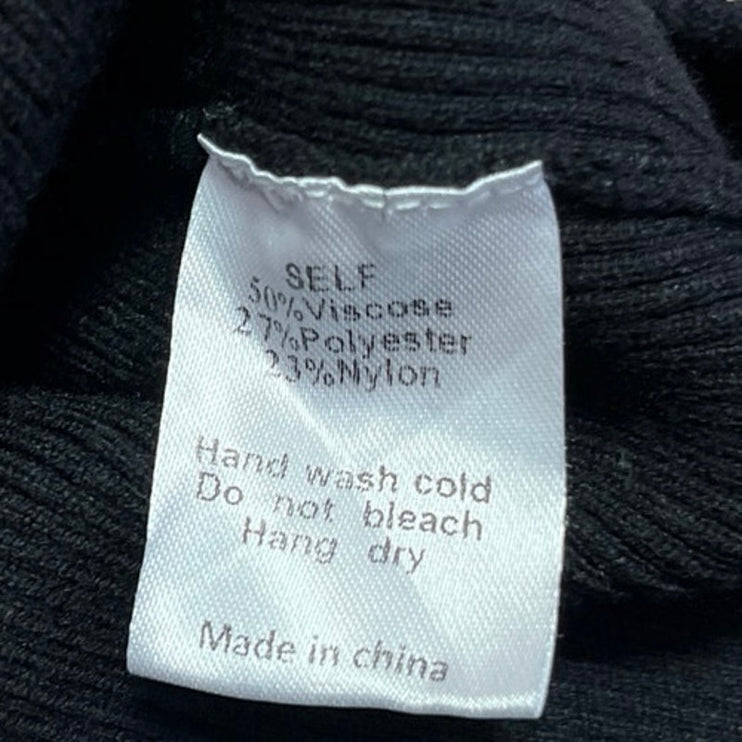 SELF
50%Viscose
27%Polyester
23%Nylon
Hand wash cold
Do not bleach
Hang dry
Made in china